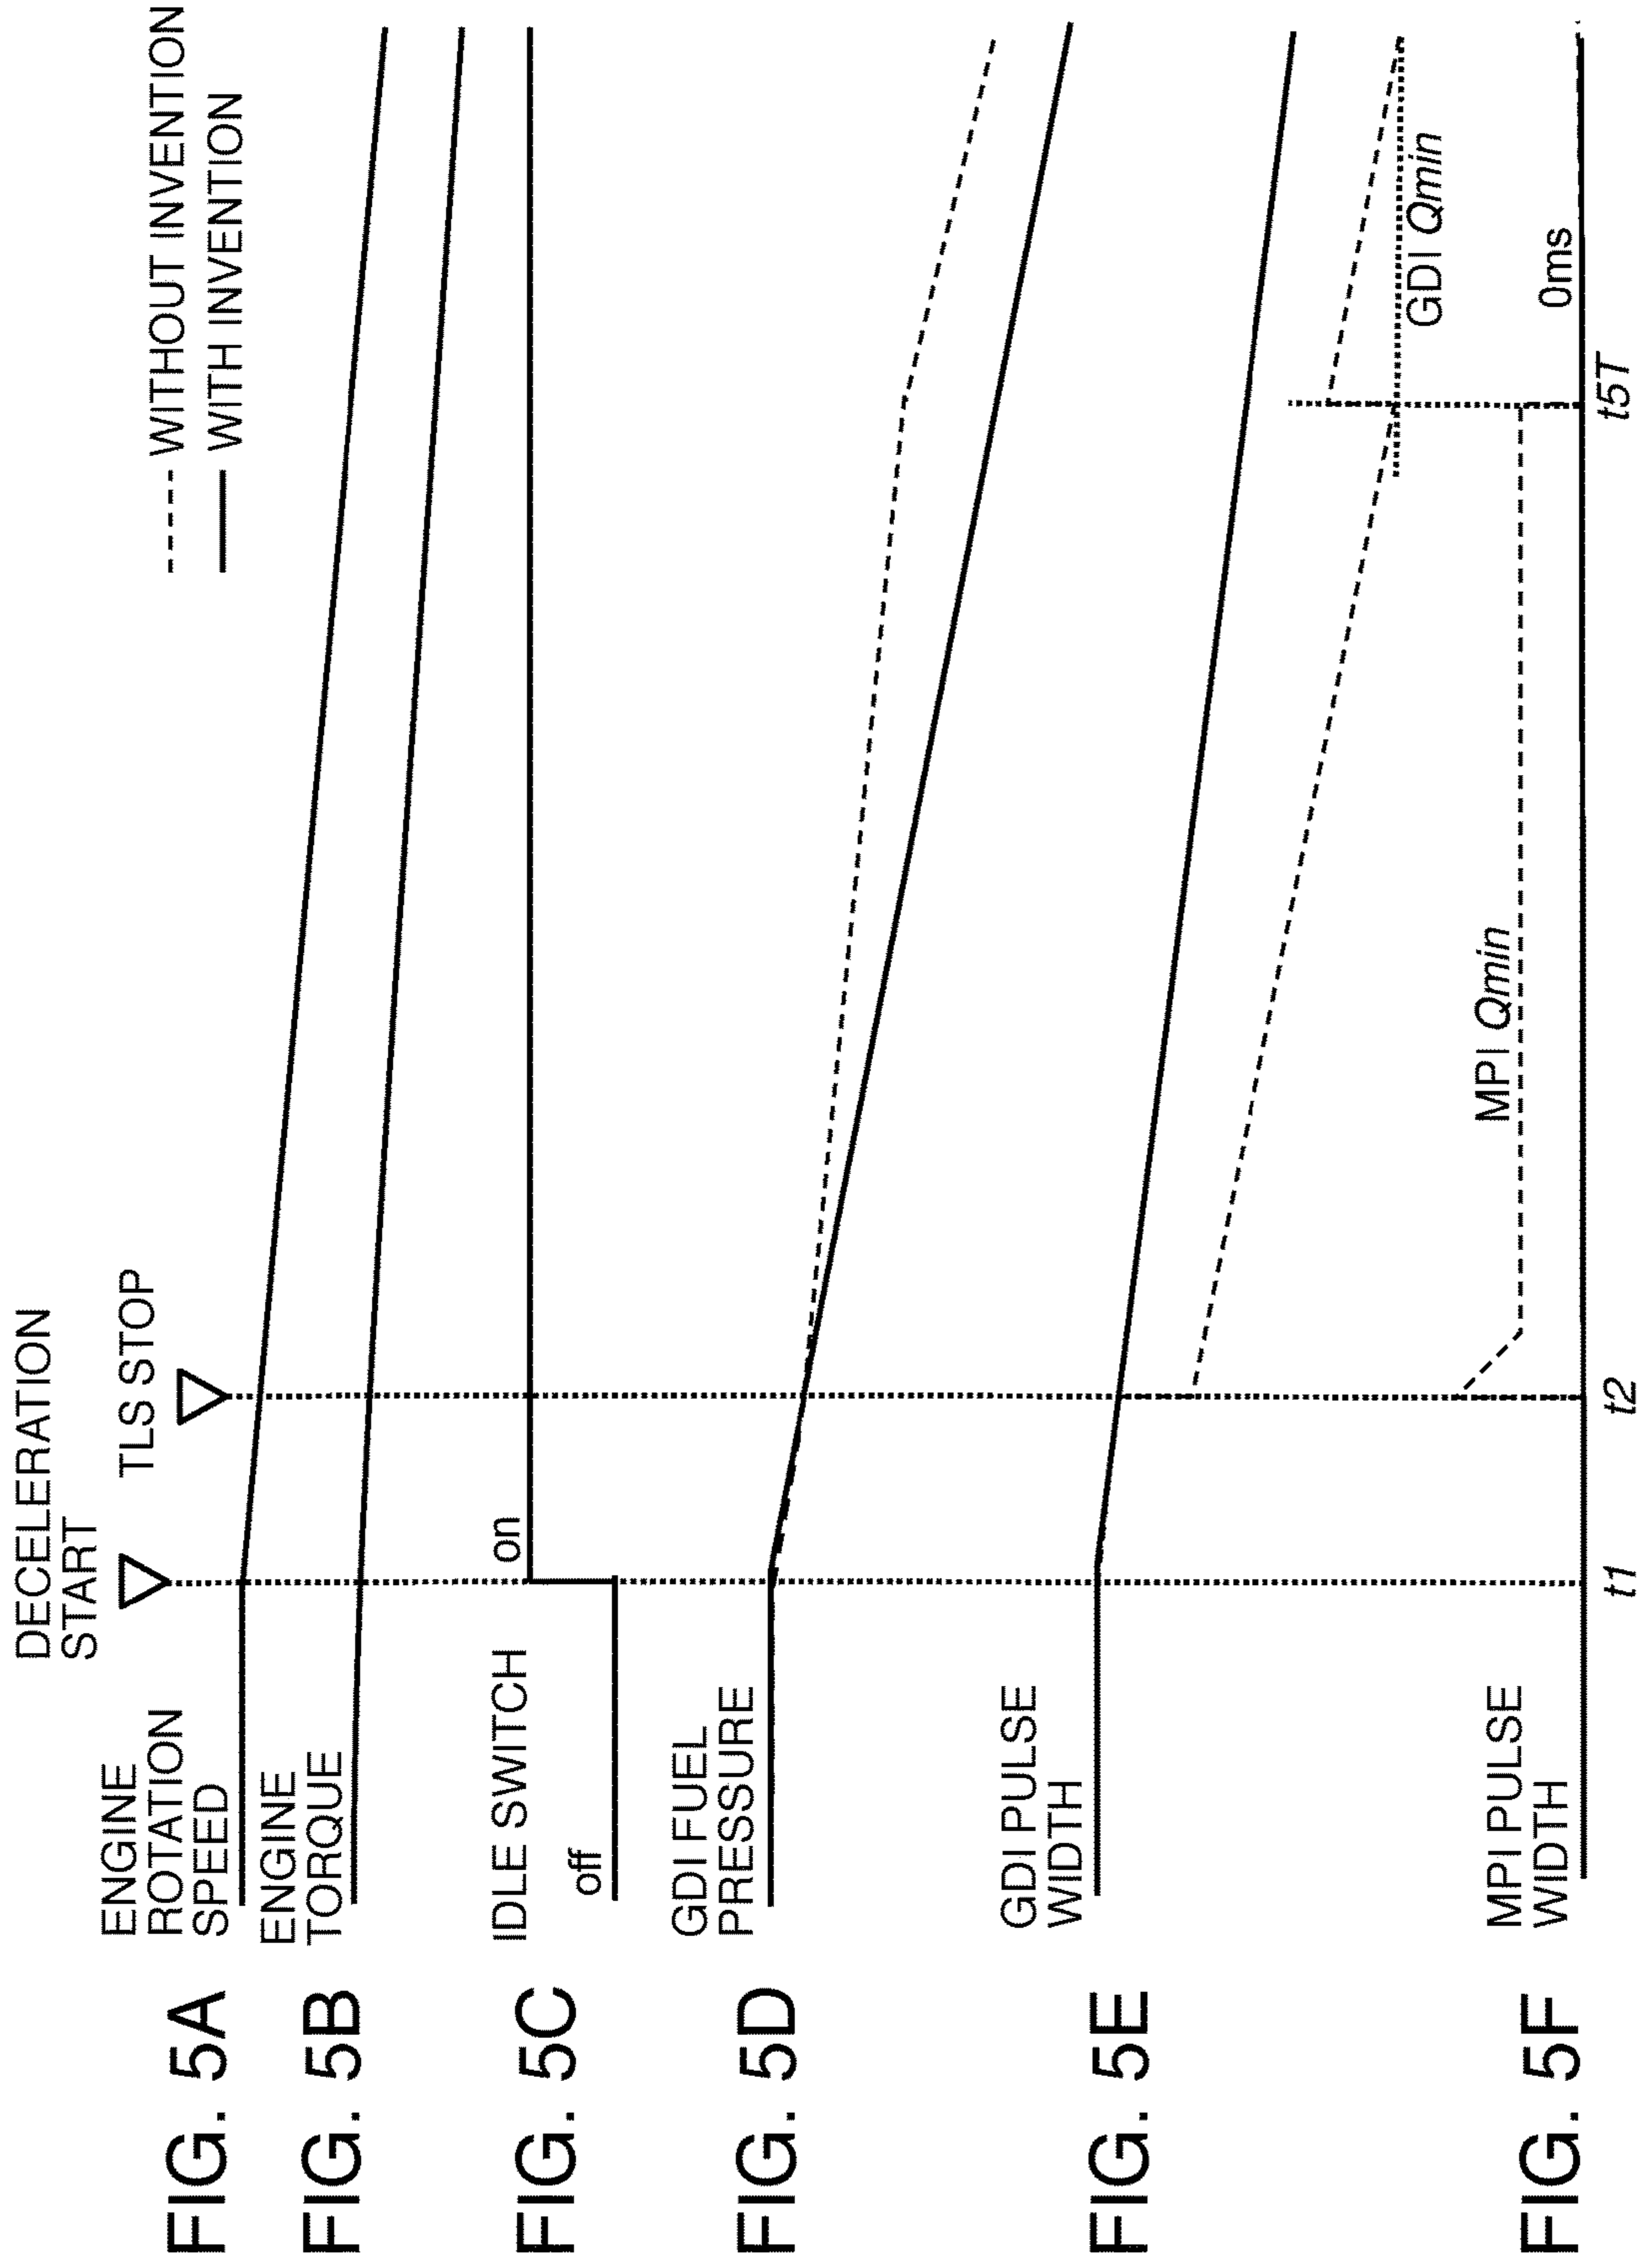 DECELERATION
START
TLS STOP
WITHOUT INVENTION
WITH INVENTION
FIG. 5A
ENGINE
ROTATION
SPEED
FIG. 5B
ENGINE
TORQUE
FIG. 5C
IDLE SWITCH
off
on
FIG. 5D
GDI FUEL
PRESSURE
FIG. 5E
GDI PULSE
WIDTH
GDI Qmin
FIG. 5F
MPI PULSE
WIDTH
MPI Qmin
0ms
t1
t2
t5T